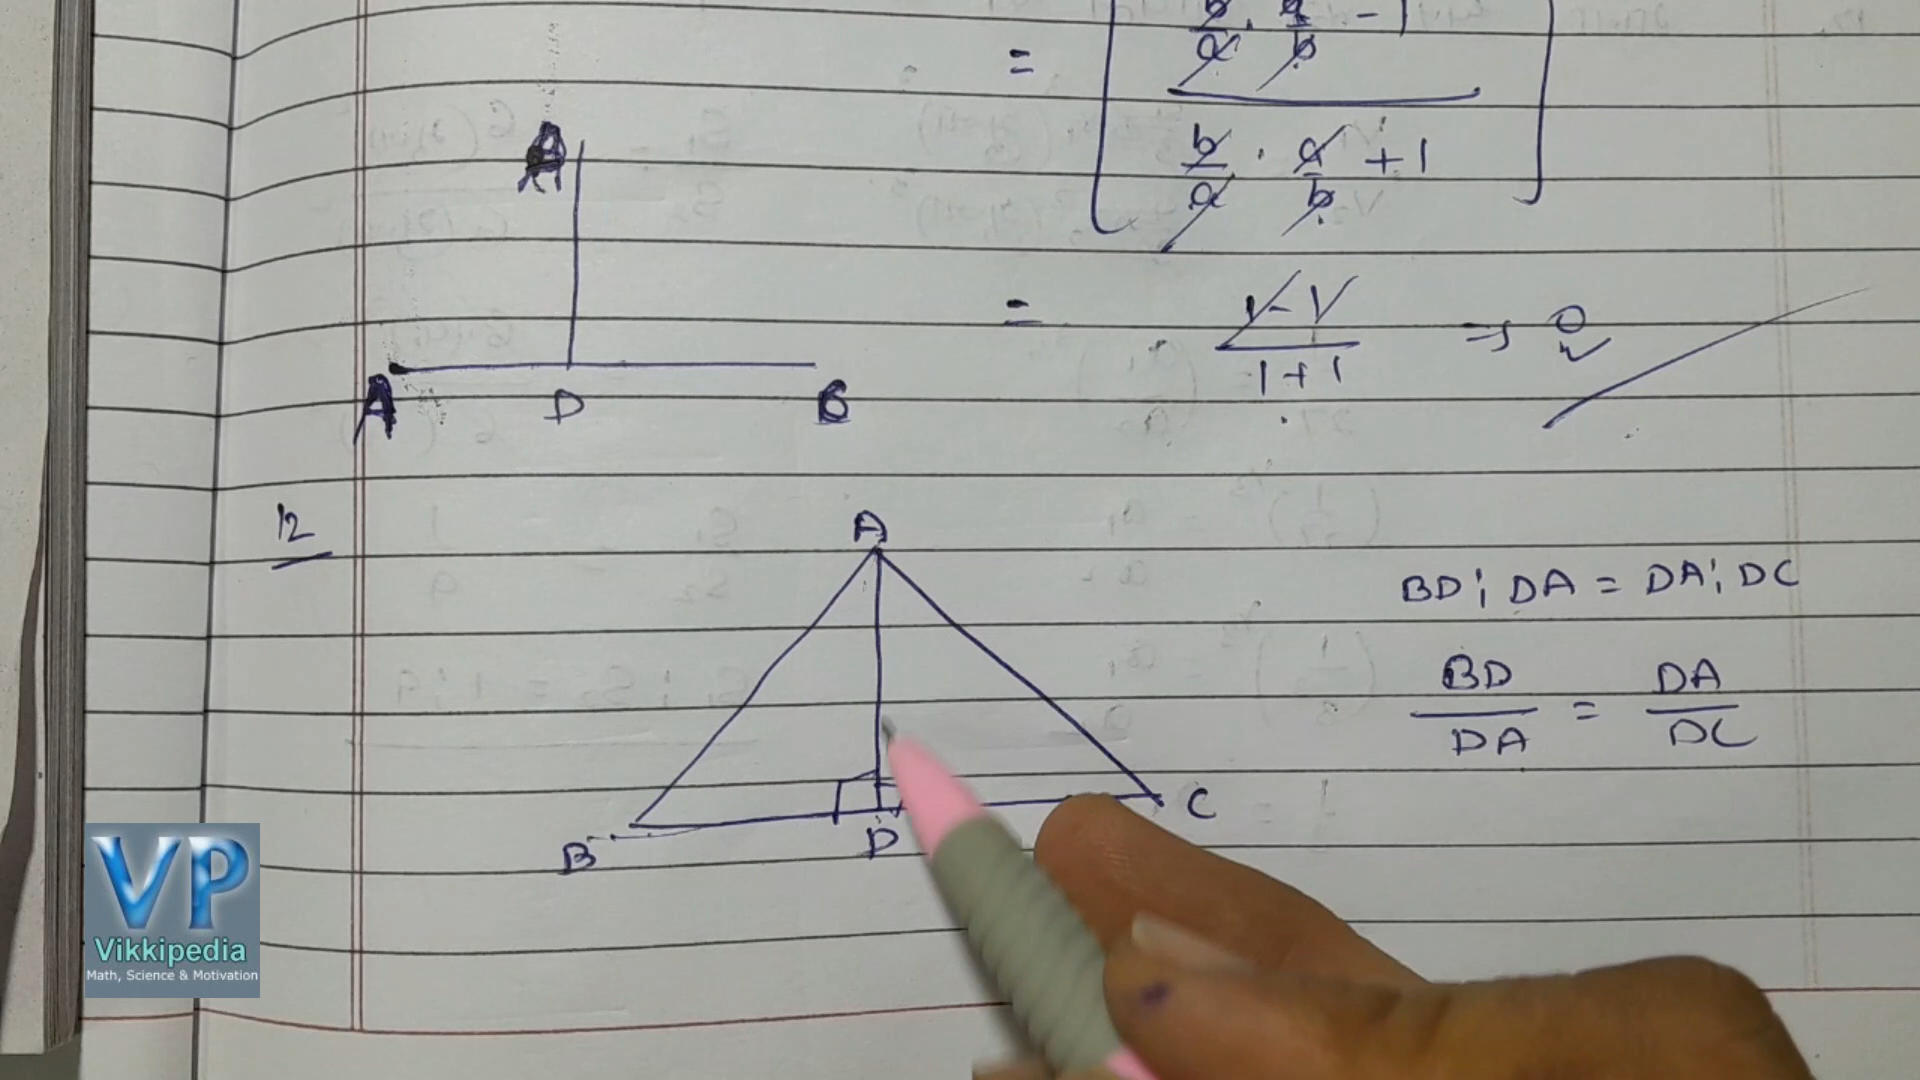 b/a · a/b - 1
=
b/a · a/b + 1
A
= 1-1
1+1 => 0
A D B
12
A
BD : DA = DA : DC
BD = DA
DA DC
B D C
VP
Vikkipedia
Math, Science & Motivation